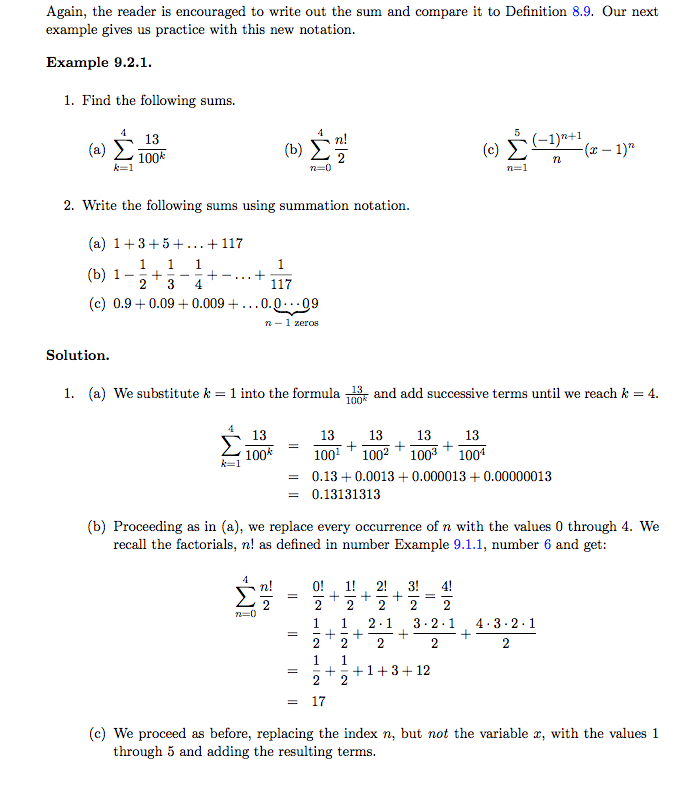 Again, the reader is encouraged to write out the sum and compare it to Definition 8.9. Our next
example gives us practice with this new notation.
Example 9.2.1.
1. Find the following sums.
(a) \sum_{k=1}^{4} \frac{13}{100^k} (b) \sum_{n=0}^{4} \frac{n!}{2} (c) \sum_{n=1}^{5} \frac{(-1)^{n+1}}{n}(x − 1)^n
2. Write the following sums using summation notation.
(a) 1 + 3 + 5 + . . . + 117
(b) 1 − \frac{1}{2} + \frac{1}{3} − \frac{1}{4} + − . . . + \frac{1}{117}
(c) 0.9 + 0.09 + 0.009 + . . . 0.\underbrace{0 · · · 0}_{n − 1 zeros}9
Solution.
1. (a) We substitute k = 1 into the formula \frac{13}{100^k} and add successive terms until we reach k = 4.
\sum_{k=1}^{4} \frac{13}{100^k} = \frac{13}{100^1} + \frac{13}{100^2} + \frac{13}{100^3} + \frac{13}{100^4}
= 0.13 + 0.0013 + 0.000013 + 0.00000013
= 0.13131313
(b) Proceeding as in (a), we replace every occurrence of n with the values 0 through 4. We
recall the factorials, n! as defined in number Example 9.1.1, number 6 and get:
\sum_{n=0}^{4} \frac{n!}{2} = \frac{0!}{2} + \frac{1!}{2} + \frac{2!}{2} + \frac{3!}{2} = \frac{4!}{2}
= \frac{1}{2} + \frac{1}{2} + \frac{2 · 1}{2} + \frac{3 · 2 · 1}{2} + \frac{4 · 3 · 2 · 1}{2}
= \frac{1}{2} + \frac{1}{2} + 1 + 3 + 12
= 17
(c) We proceed as before, replacing the index n, but not the variable x, with the values 1
through 5 and adding the resulting terms.